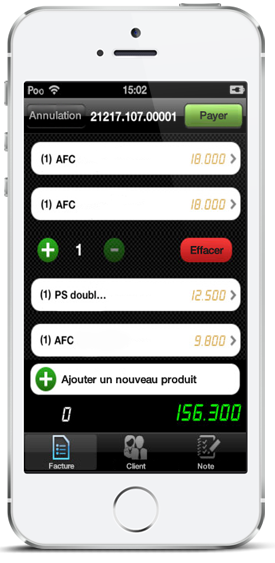 Poo 15:02
Annulation 21217.107.00001 Payer
(1) AFC 18.000
(1) AFC 18.000
1 Effacer
(1) PS doubl... 12.500
(1) AFC 9.800
Ajouter un nouveau produit
0 156.300
Facture Client Note